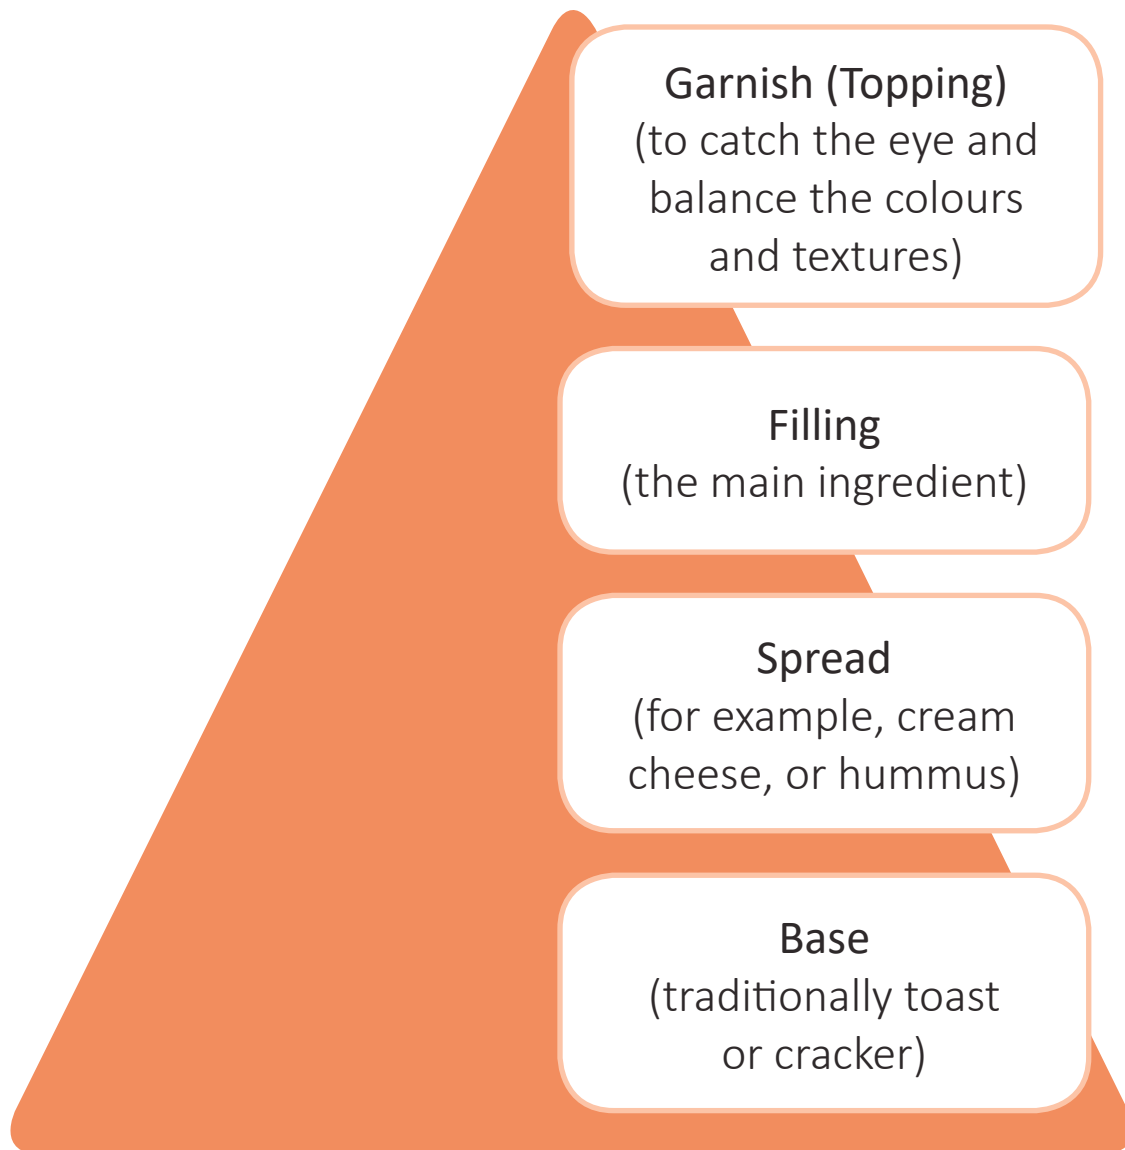 Garnish (Topping)
(to catch the eye and
balance the colours
and textures)
Filling
(the main ingredient)
Spread
(for example, cream
cheese, or hummus)
Base
(traditionally toast
or cracker)